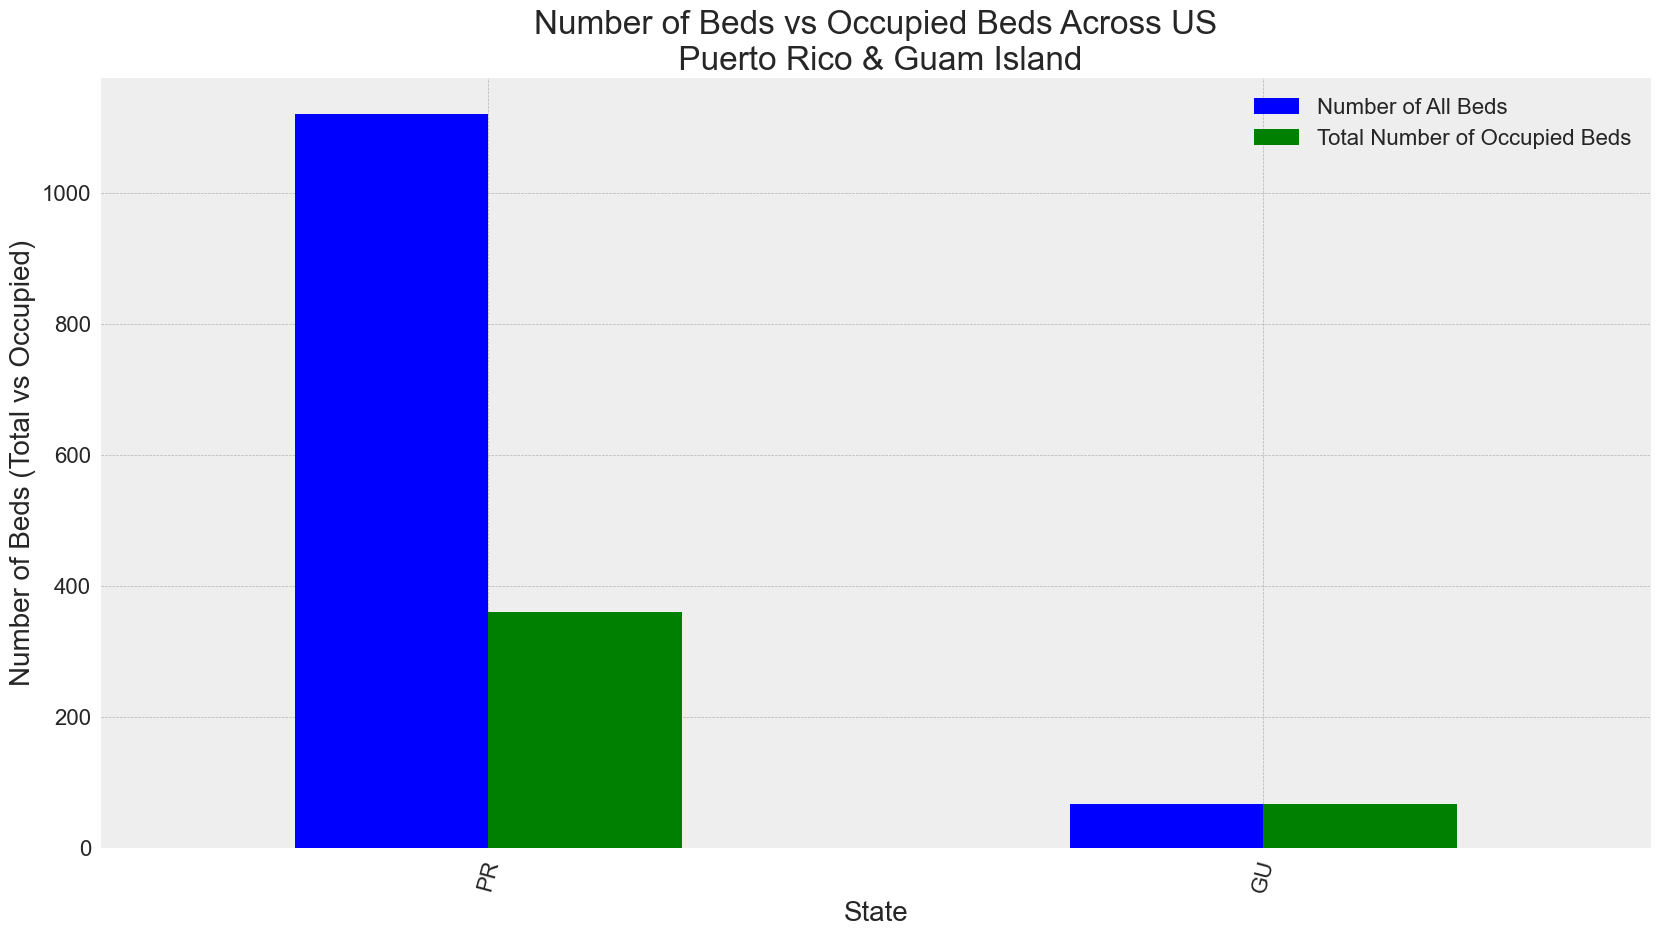 Number of Beds vs Occupied Beds Across US
Puerto Rico & Guam Island
Number of All Beds
Total Number of Occupied Beds
Number of Beds (Total vs Occupied)
1000
800
600
400
200
0
PR
GU
State